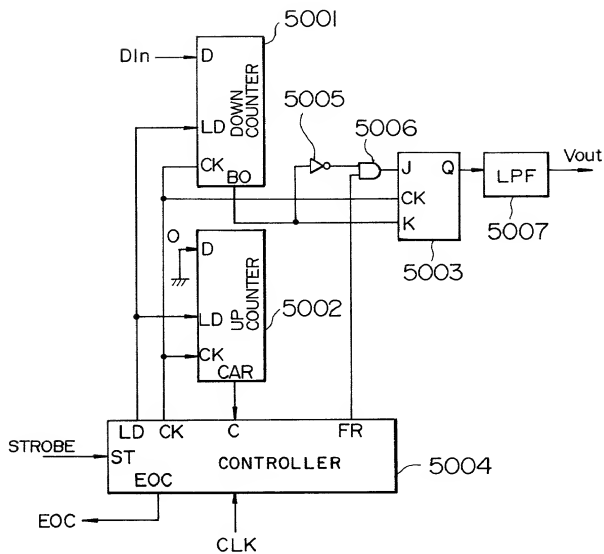 5001
DIn
D
DOWN
COUNTER
LD
CK
BO
5005
5006
J
Q
CK
K
5003
LPF
5007
Vout
O
D
UP
COUNTER
5002
LD
CK
CAR
LD
CK
C
FR
STROBE
ST
CONTROLLER
5004
EOC
EOC
CLK